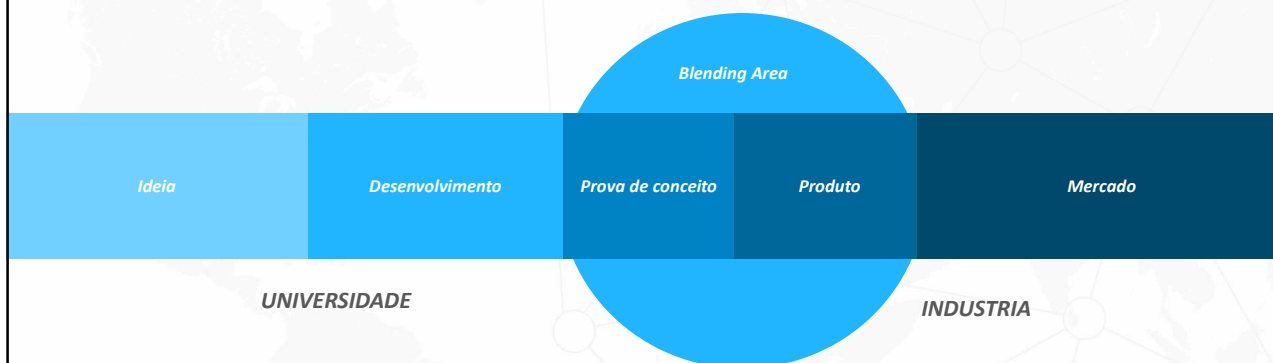 Blending Area
Ideia
Desenvolvimento
Prova de conceito
Produto
Mercado
UNIVERSIDADE
INDUSTRIA